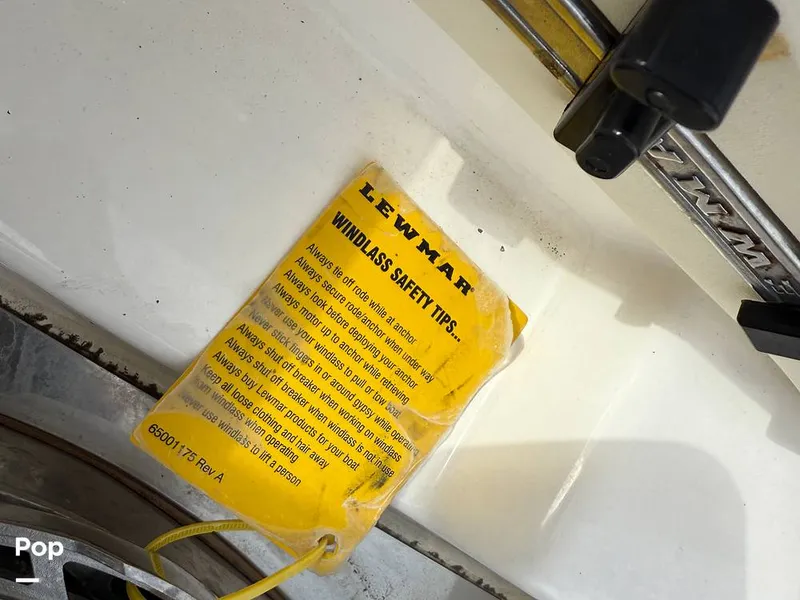 LEWMAR
WINDLASS SAFETY TIPS...
Always tie off rode while at anchor
Always secure rode/anchor when under way
Always look before deploying your anchor
Always motor up to anchor while retrieving
Never use your windlass to pull or tow boat
Never stick fingers in or around gypsy while operating
Always shut off breaker when working on windlass
Always shut off breaker when windlass is not in use
Always buy Lewmar products for your boat
Keep all loose clothing and hair away
from windlass when operating
Never use windlass to lift a person
65001175 Rev A
Pop